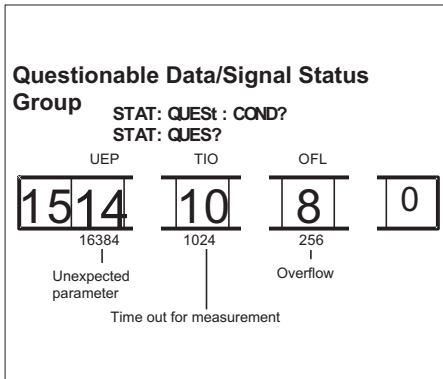 Questionable Data/Signal Status
Group
STAT: QUESt : COND?
STAT: QUES?
UEP TIO OFL
15 14 10 8 0
16384 1024 256
Unexpected
parameter
Overflow
Time out for measurement